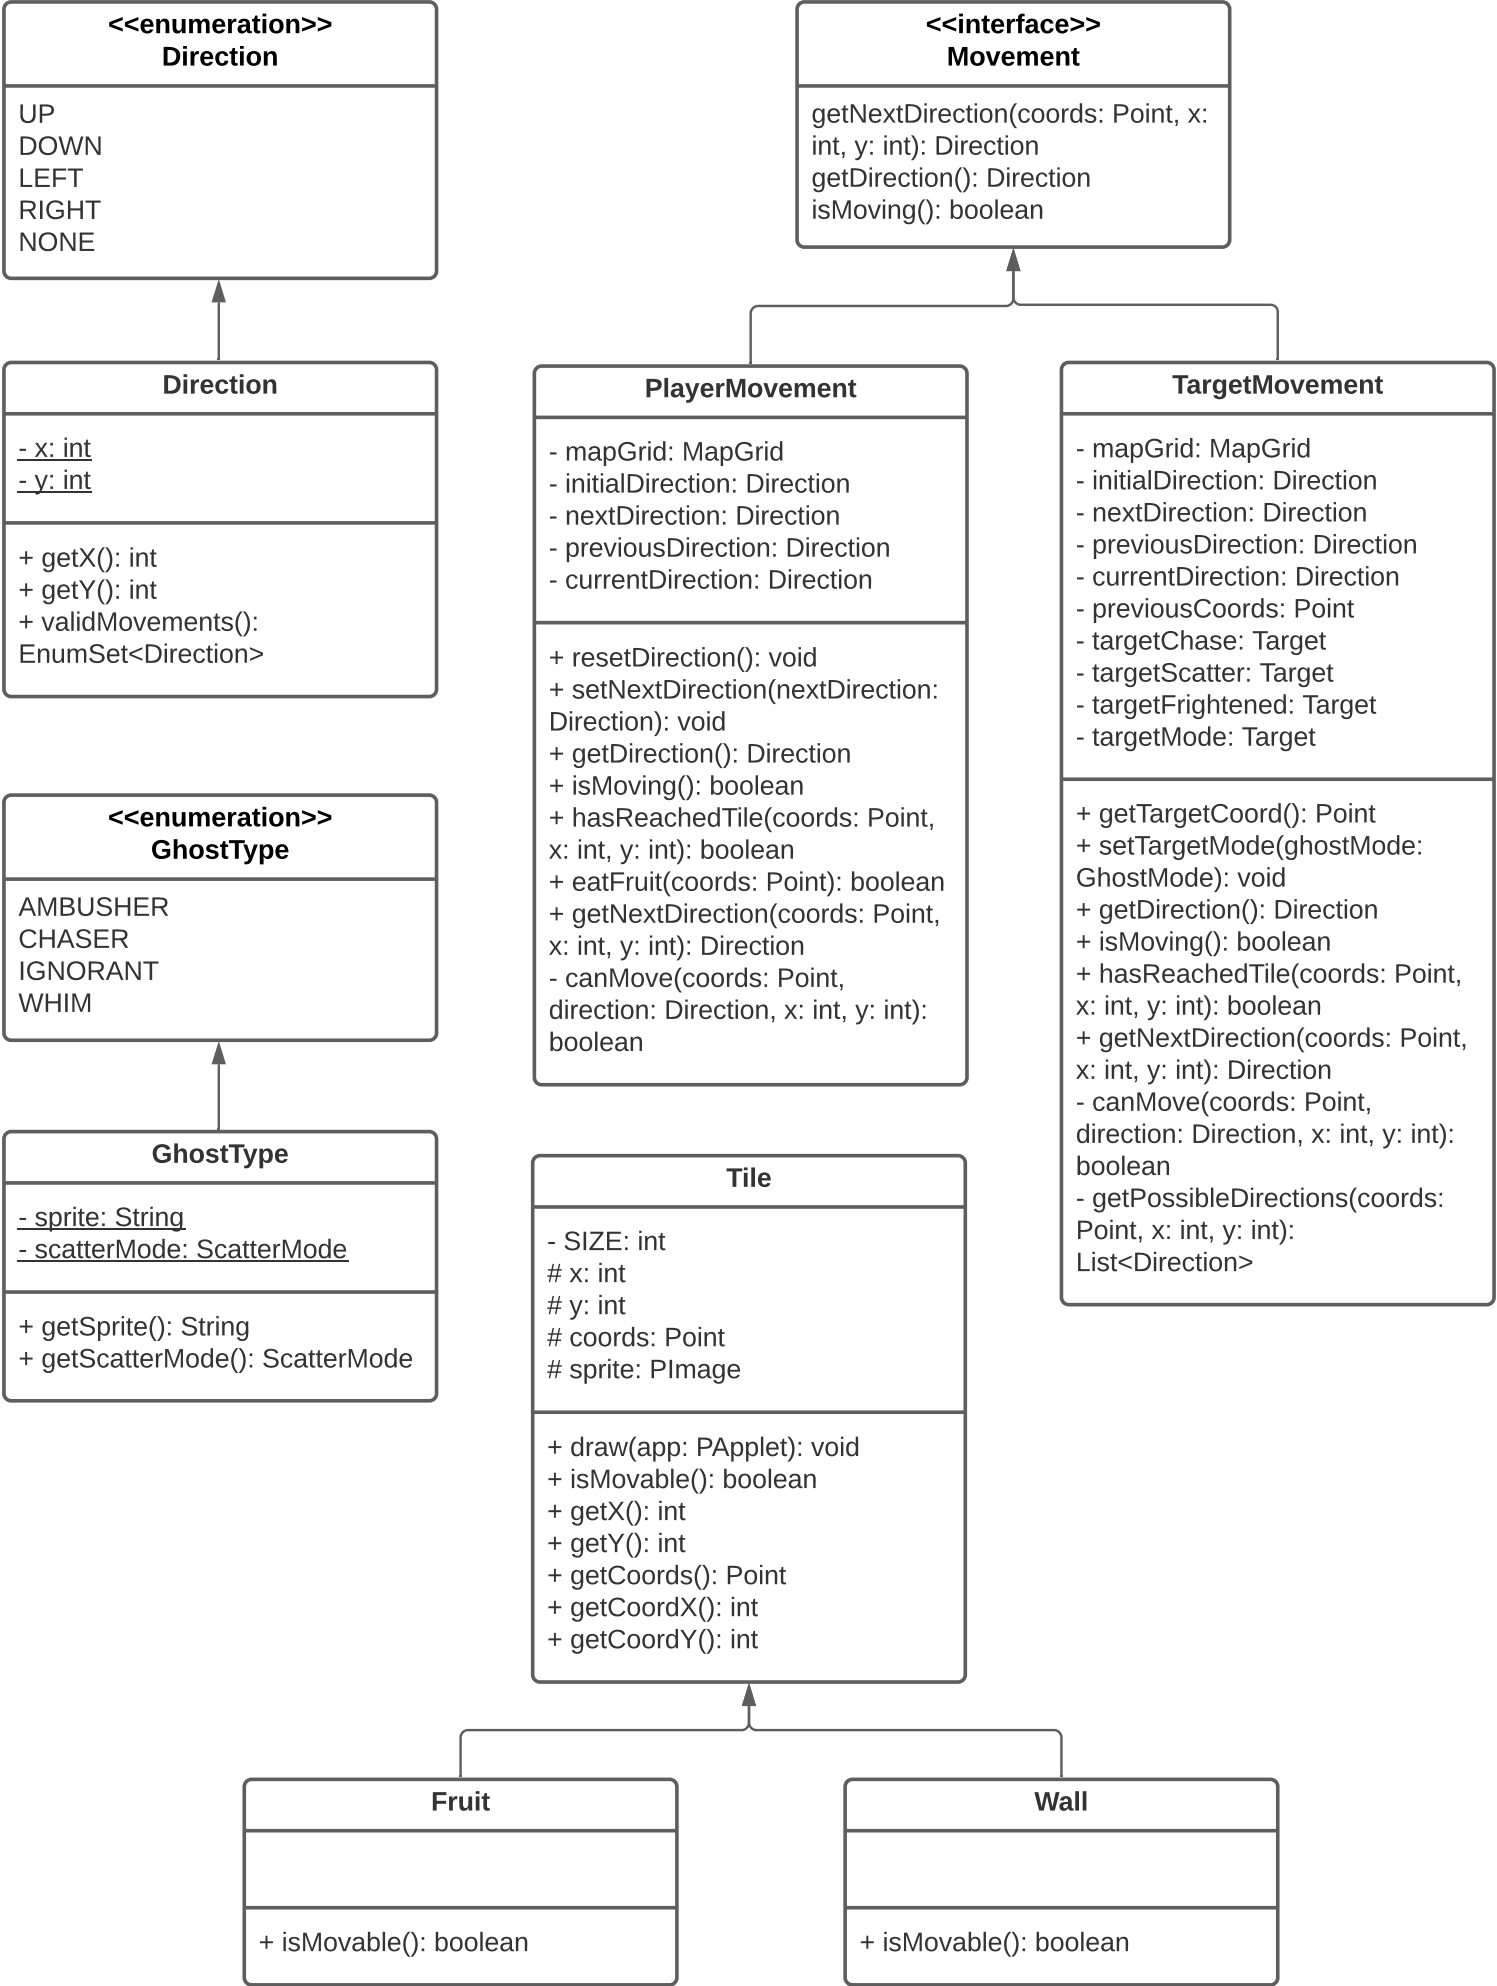 <<enumeration>>
Direction
UP
DOWN
LEFT
RIGHT
NONE
<<interface>>
Movement
getNextDirection(coords: Point, x:
int, y: int): Direction
getDirection(): Direction
isMoving(): boolean
Direction
- x: int
- y: int
+ getX(): int
+ getY(): int
+ validMovements():
EnumSet<Direction>
PlayerMovement
- mapGrid: MapGrid
- initialDirection: Direction
- nextDirection: Direction
- previousDirection: Direction
- currentDirection: Direction
+ resetDirection(): void
+ setNextDirection(nextDirection:
Direction): void
+ getDirection(): Direction
+ isMoving(): boolean
+ hasReachedTile(coords: Point,
x: int, y: int): boolean
+ eatFruit(coords: Point): boolean
+ getNextDirection(coords: Point,
x: int, y: int): Direction
- canMove(coords: Point,
direction: Direction, x: int, y: int):
boolean
TargetMovement
- mapGrid: MapGrid
- initialDirection: Direction
- nextDirection: Direction
- previousDirection: Direction
- currentDirection: Direction
- previousCoords: Point
- targetChase: Target
- targetScatter: Target
- targetFrightened: Target
- targetMode: Target
+ getTargetCoord(): Point
+ setTargetMode(ghostMode:
GhostMode): void
+ getDirection(): Direction
+ isMoving(): boolean
+ hasReachedTile(coords: Point,
x: int, y: int): boolean
+ getNextDirection(coords: Point,
x: int, y: int): Direction
- canMove(coords: Point,
direction: Direction, x: int, y: int):
boolean
- getPossibleDirections(coords:
Point, x: int, y: int):
List<Direction>
<<enumeration>>
GhostType
AMBUSHER
CHASER
IGNORANT
WHIM
GhostType
- sprite: String
- scatterMode: ScatterMode
+ getSprite(): String
+ getScatterMode(): ScatterMode
Tile
- SIZE: int
# x: int
# y: int
# coords: Point
# sprite: PImage
+ draw(app: PApplet): void
+ isMovable(): boolean
+ getX(): int
+ getY(): int
+ getCoords(): Point
+ getCoordX(): int
+ getCoordY(): int
Fruit
+ isMovable(): boolean
Wall
+ isMovable(): boolean